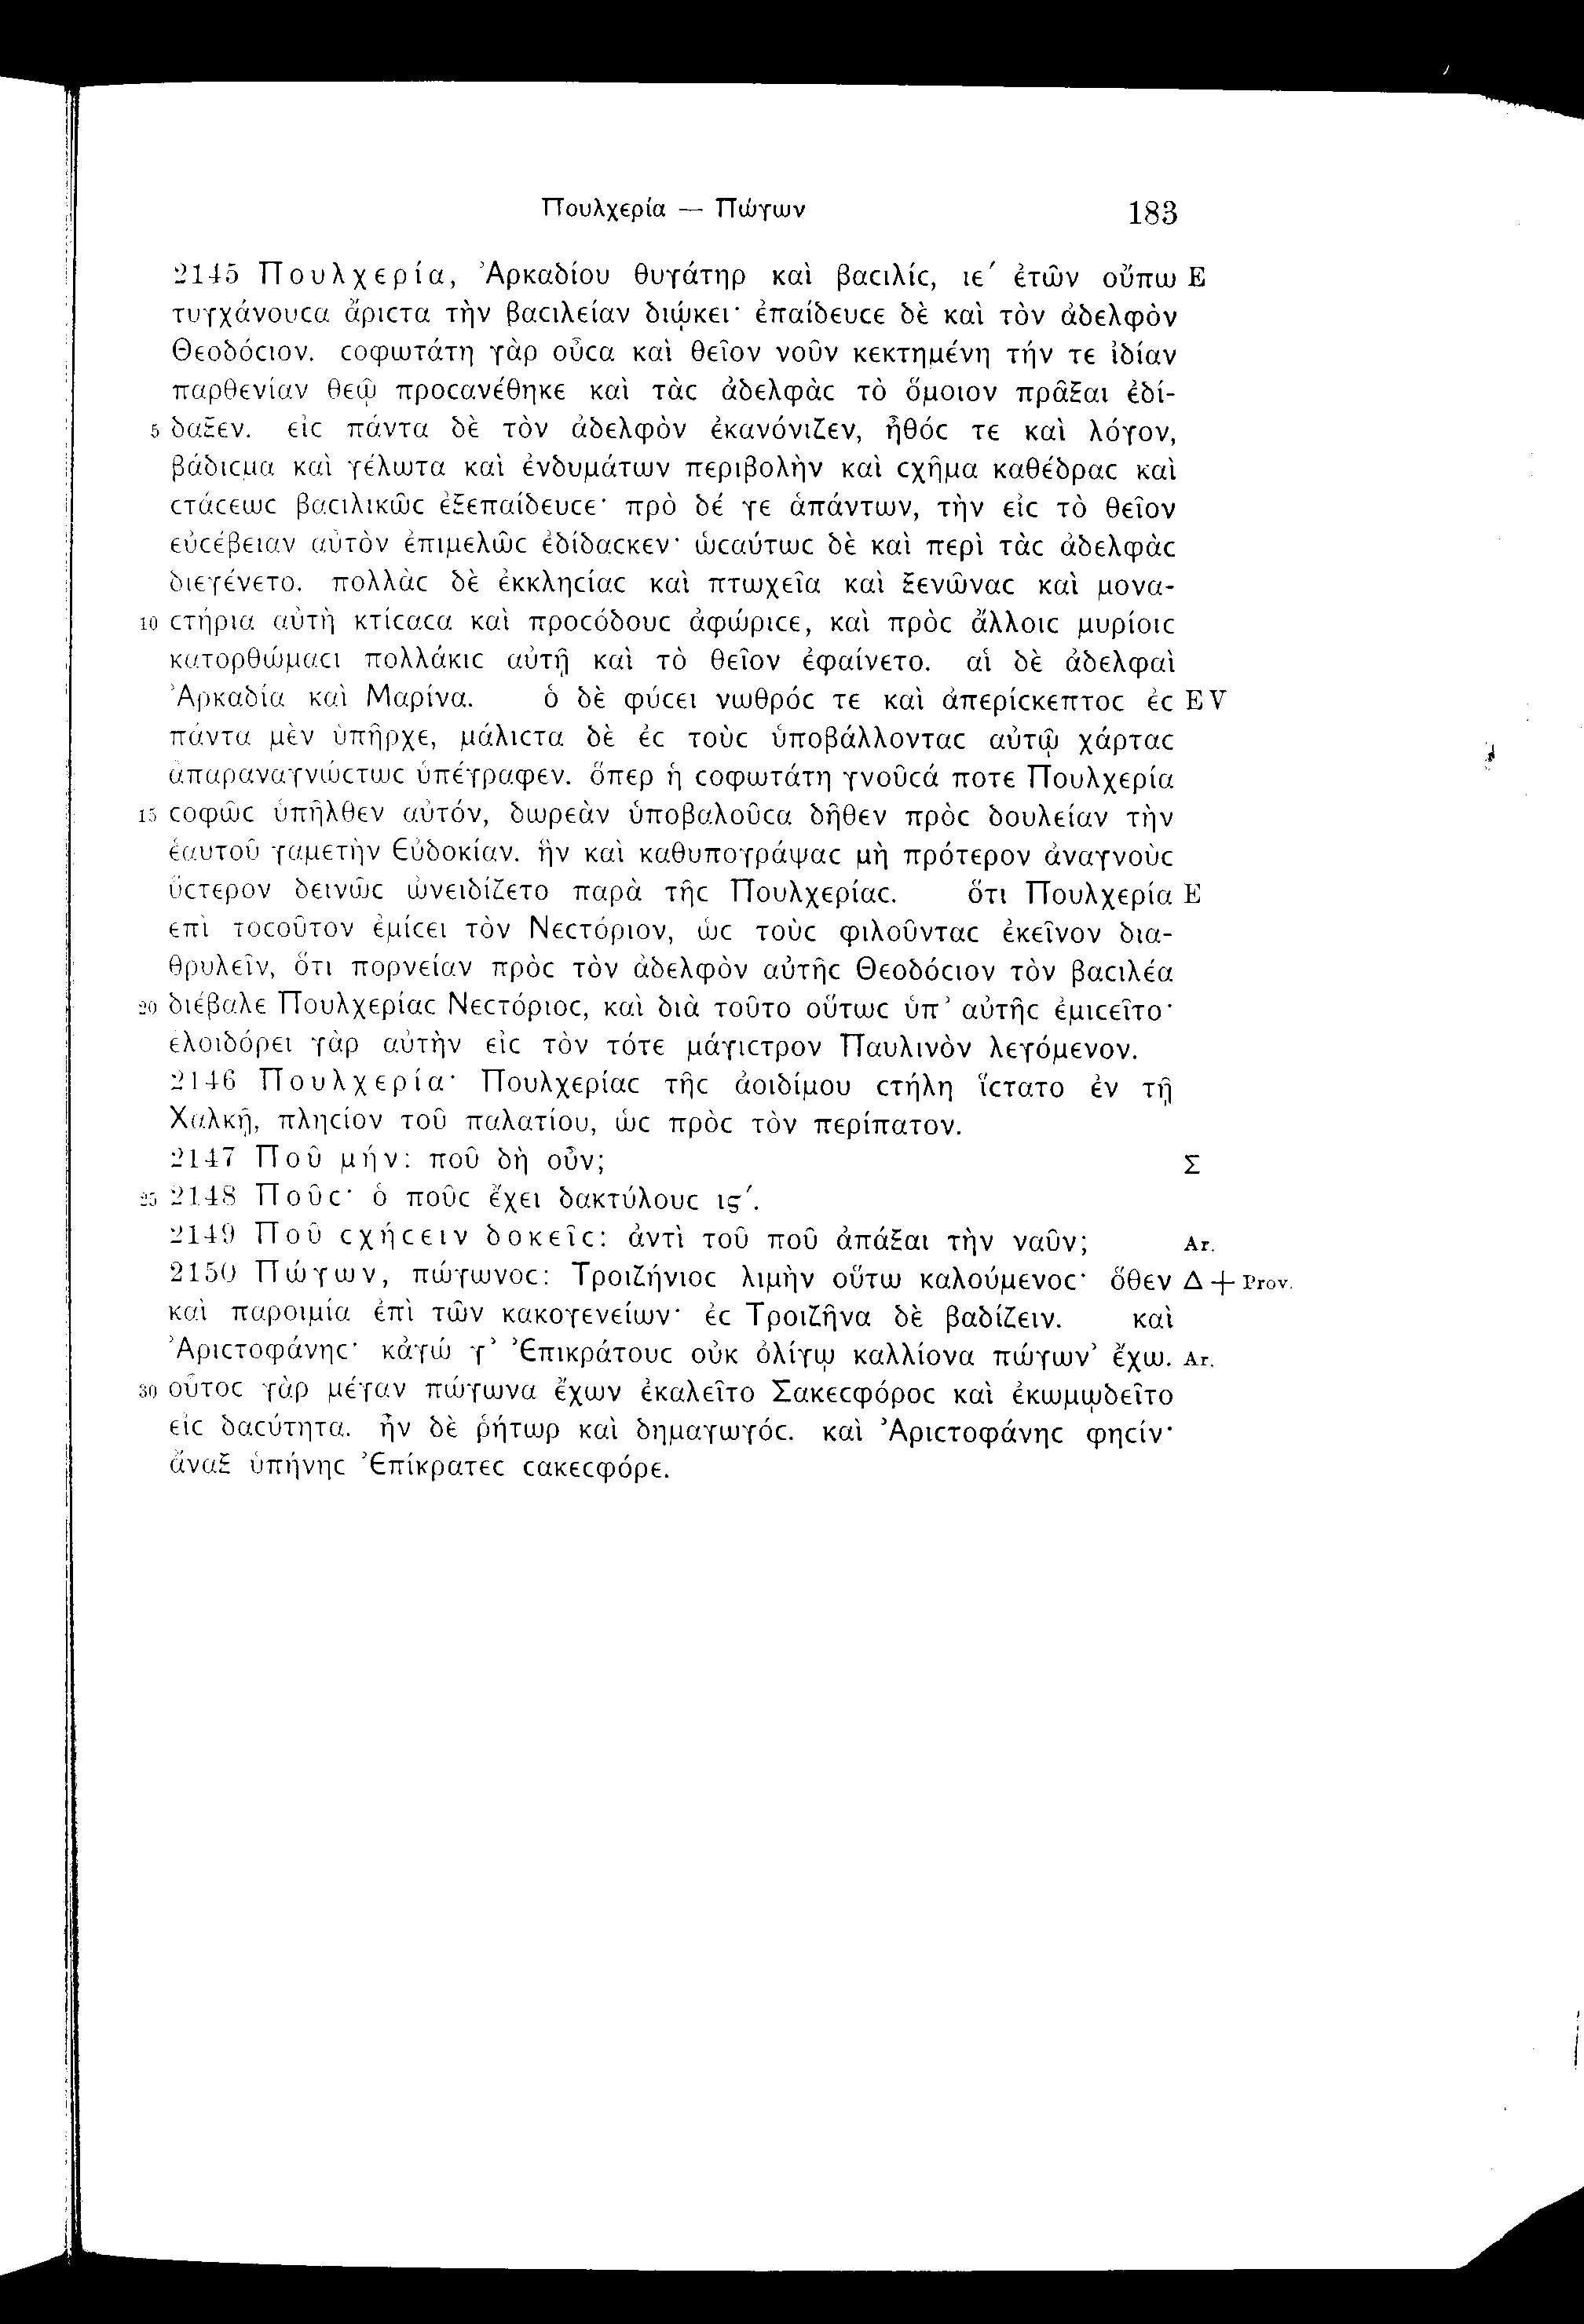 Πουλχερία — Πώγων 183
2145 Πουλχερία, Ἀρκαδίου θυγάτηρ καὶ βαϲιλίϲ, ιε´ ἐτῶν οὔπω Ε
τυγχάνουϲα ἄριϲτα τὴν βαϲιλείαν διῴκει· ἐπαίδευϲε δὲ καὶ τὸν ἀδελφὸν
Θεοδόϲιον. ϲοφωτάτη γὰρ οὖϲα καὶ θεῖον νοῦν κεκτημένη τήν τε ἰδίαν
παρθενίαν θεῷ προϲανέθηκε καὶ τὰϲ ἀδελφὰϲ τὸ ὅμοιον πρᾶξαι ἐδί-
5 δαξεν. εἰϲ πάντα δὲ τὸν ἀδελφὸν ἐκανόνιζεν, ἦθόϲ τε καὶ λόγον,
βάδιϲμα καὶ γέλωτα καὶ ἐνδυμάτων περιβολὴν καὶ ϲχῆμα καθέδραϲ καὶ
ϲτάϲεωϲ βαϲιλικῶϲ ἐξεπαίδευϲε· πρὸ δέ γε ἁπάντων, τὴν εἰϲ τὸ θεῖον
εὐϲέβειαν αὐτὸν ἐπιμελῶϲ ἐδίδαϲκεν· ὡϲαύτωϲ δὲ καὶ περὶ τὰϲ ἀδελφὰϲ
διεγένετο. πολλὰϲ δὲ ἐκκληϲίαϲ καὶ πτωχεῖα καὶ ξενῶναϲ καὶ μονα-
10 ϲτήρια αὐτὴ κτίϲαϲα καὶ προϲόδουϲ ἀφώριϲε, καὶ πρὸϲ ἄλλοιϲ μυρίοιϲ
κατορθώμαϲι πολλάκιϲ αὐτῇ καὶ τὸ θεῖον ἐφαίνετο. αἱ δὲ ἀδελφαὶ
Ἀρκαδία καὶ Μαρίνα. ὁ δὲ φύϲει νωθρόϲ τε καὶ ἀπερίϲκεπτοϲ ἐϲ ΕV
πάντα μὲν ὑπῆρχε, μάλιϲτα δὲ ἐϲ τοὺϲ ὑποβάλλονταϲ αὐτῷ χάρταϲ
ἀπαραναγνώϲτωϲ ὑπέγραφεν. ὅπερ ἡ ϲοφωτάτη γνοῦϲά ποτε Πουλχερία
15 ϲοφῶϲ ὑπῆλθεν αὐτόν, δωρεὰν ὑποβαλοῦϲα δῆθεν πρὸϲ δουλείαν τὴν
ἑαυτοῦ γαμετὴν Εὐδοκίαν. ἣν καὶ καθυπογράψαϲ μὴ πρότερον ἀναγνοὺϲ
ὕϲτερον δεινῶϲ ὠνειδίζετο παρὰ τῆϲ Πουλχερίαϲ. ὅτι Πουλχερία Ε
ἐπὶ τοϲοῦτον ἐμίϲει τὸν Νεϲτόριον, ὡϲ τοὺϲ φιλοῦνταϲ ἐκεῖνον δια-
θρυλεῖν, ὅτι πορνείαν πρὸϲ τὸν ἀδελφὸν αὐτῆϲ Θεοδόϲιον τὸν βαϲιλέα
20 διέβαλε Πουλχερίαϲ Νεϲτόριοϲ, καὶ διὰ τοῦτο οὕτωϲ ὑπ' αὐτῆϲ ἐμιϲεῖτο·
ἐλοιδόρει γὰρ αὐτὴν εἰϲ τὸν τότε μάγιϲτρον Παυλινὸν λεγόμενον.
2146 Πουλχερία· Πουλχερίαϲ τῆϲ ἀοιδίμου ϲτήλη ἵϲτατο ἐν τῇ
Χαλκῇ, πληϲίον τοῦ παλατίου, ὡϲ πρὸϲ τὸν περίπατον.
2147 Ποῦ μήν: ποῦ δὴ οὖν; Σ
25 2148 Ποῦϲ· ὁ ποῦϲ ἔχει δακτύλουϲ ιϛ´.
2149 Ποῦ ϲχήϲειν δοκεῖϲ: ἀντὶ τοῦ ποῦ ἀπάξαι τὴν ναῦν; Ar.
2150 Πώγων, πώγωνοϲ: Τροιζήνιοϲ λιμὴν οὕτω καλούμενοϲ· ὅθεν Δ + Prov.
καὶ παροιμία ἐπὶ τῶν κακογενείων· ἐϲ Τροιζῆνα δὲ βαδίζειν. καὶ
Ἀριϲτοφάνηϲ· κἀγώ γ' Ἐπικράτουϲ οὐκ ὀλίγῳ καλλίονα πώγων' ἔχω. Ar.
30 οὗτοϲ γὰρ μέγαν πώγωνα ἔχων ἐκαλεῖτο Σακεϲφόροϲ καὶ ἐκωμῳδεῖτο
εἰϲ δαϲύτητα. ἦν δὲ ῥήτωρ καὶ δημαγωγόϲ. καὶ Ἀριϲτοφάνηϲ φηϲίν·
ἄναξ ὑπήνηϲ Ἐπίκρατεϲ ϲακεϲφόρε.